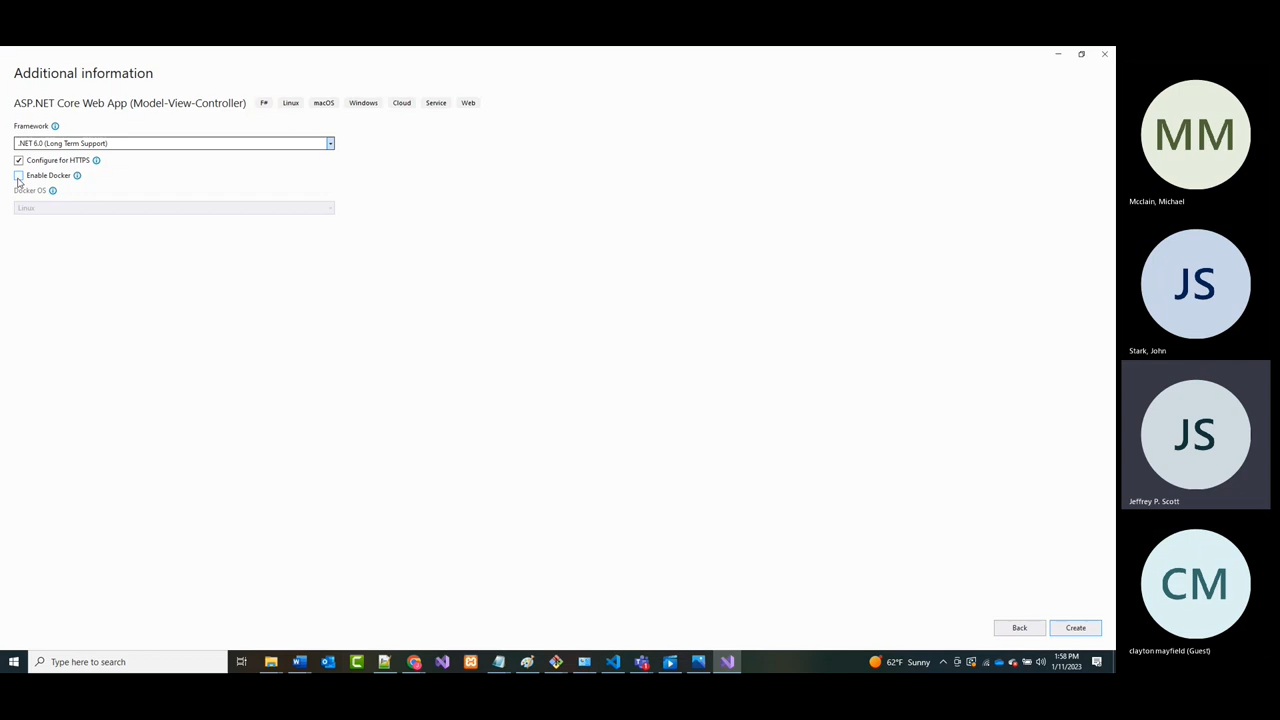 Additional information
ASP.NET Core Web App (Model-View-Controller) F# Linux macOS Windows Cloud Service Web
Framework
.NET 6.0 (Long Term Support)
Configure for HTTPS
Enable Docker
Docker OS
Linux
Back Create
Type here to search
62°F Sunny
1:58 PM
1/11/2023
MM
Mcclain, Michael
JS
Stark, John
JS
Jeffrey P. Scott
CM
clayton mayfield (Guest)